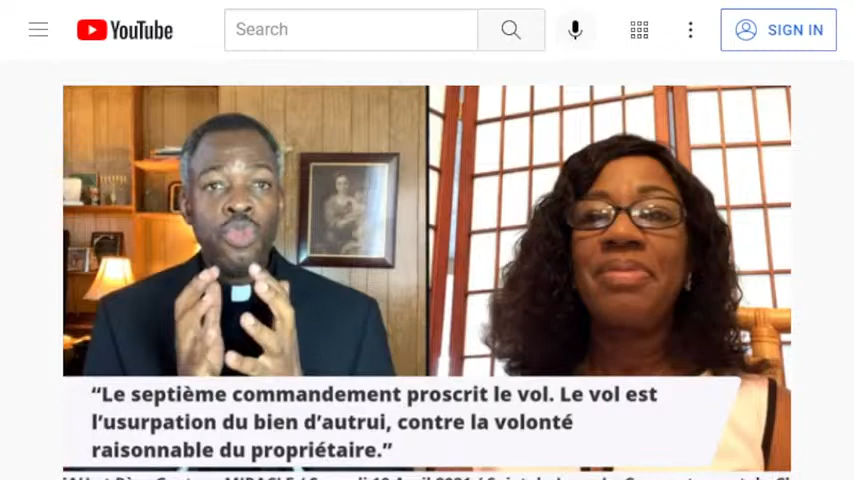 YouTube
Search
SIGN IN
“Le septième commandement proscrit le vol. Le vol est
l’usurpation du bien d’autrui, contre la volonté
raisonnable du propriétaire.”